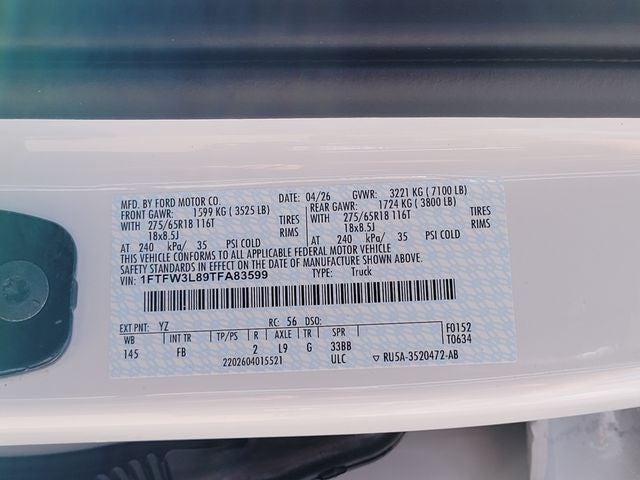 MFD. BY FORD MOTOR CO. DATE: 04/26 GVWR: 3221 KG ( 7100 LB)
FRONT GAWR: 1599 KG ( 3525 LB) REAR GAWR: 1724 KG ( 3800 LB)
WITH 275/65R18 116T TIRES WITH 275/65R18 116T TIRES
18x8.5J RIMS 18x8.5J RIMS
AT 240 kPa/ 35 PSI COLD AT 240 kPa/ 35 PSI COLD
THIS VEHICLE CONFORMS TO ALL APPLICABLE FEDERAL MOTOR VEHICLE
SAFETY STANDARDS IN EFFECT ON THE DATE OF MANUFACTURE SHOWN ABOVE.
VIN: 1FTFW3L89TFA83599 TYPE: Truck
EXT PNT: YZ RC: 56 DSO: F0152
WB INT TR TP/PS R AXLE TR SPR T0634
145 FB 2 L9 G 33BB
2202604015521 ULC ▽ RU5A-3520472-AB